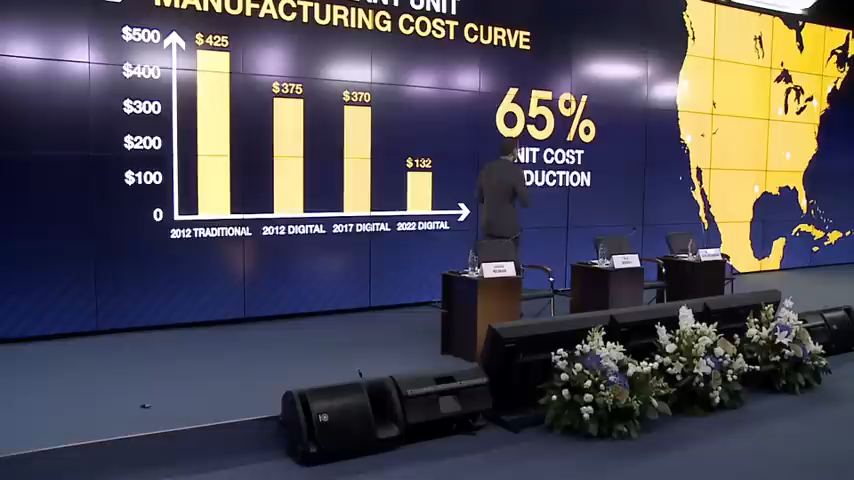 UNIT
MANUFACTURING COST CURVE
$500
$400
$300
$200
$100
0
$425
$375
$370
$132
2012 TRADITIONAL
2012 DIGITAL
2017 DIGITAL
2022 DIGITAL
65%
NIT COST
DUCTION